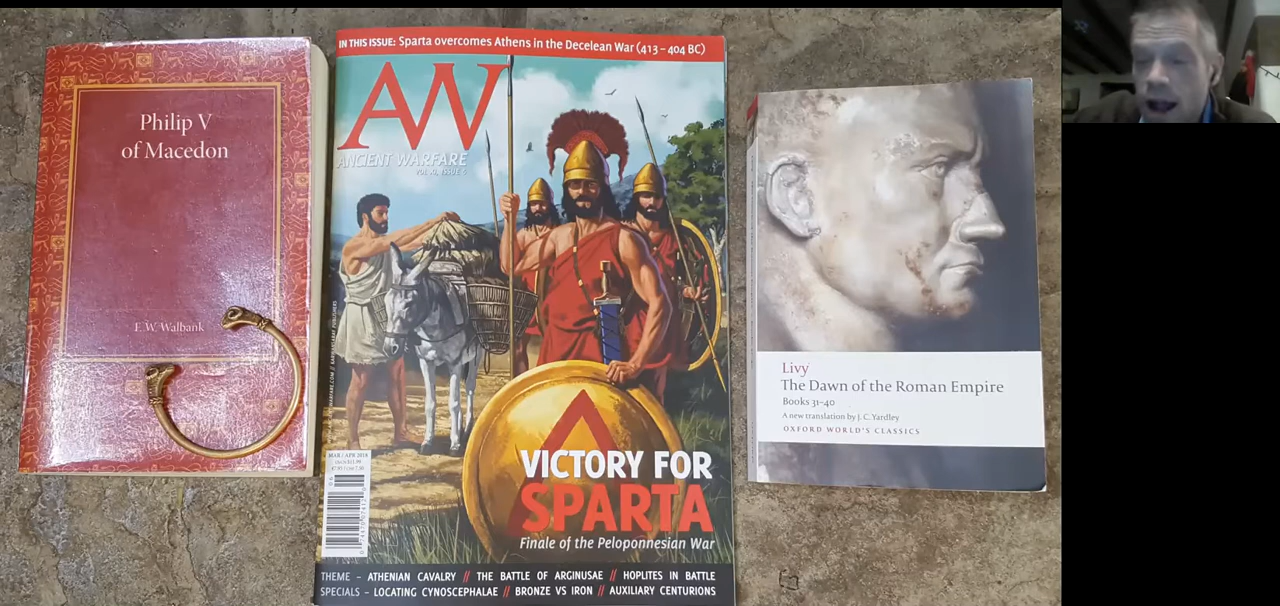 Philip V
of Macedon
F. W. Walbank
IN THIS ISSUE: Sparta overcomes Athens in the Decelean War (413 – 404 BC)
AW
ANCIENT WARFARE
VICTORY FOR
SPARTA
Finale of the Peloponnesian War
MAR / APR 2018
THEME – ATHENIAN CAVALRY // THE BATTLE OF ARGINUSAE // HOPLITES IN BATTLE
SPECIALS – LOCATING CYNOSCEPHALAE // BRONZE VS IRON // AUXILIARY CENTURIONS
Livy
The Dawn of the Roman Empire
Books 31–40
A new translation by J. C. Yardley
OXFORD WORLD'S CLASSICS